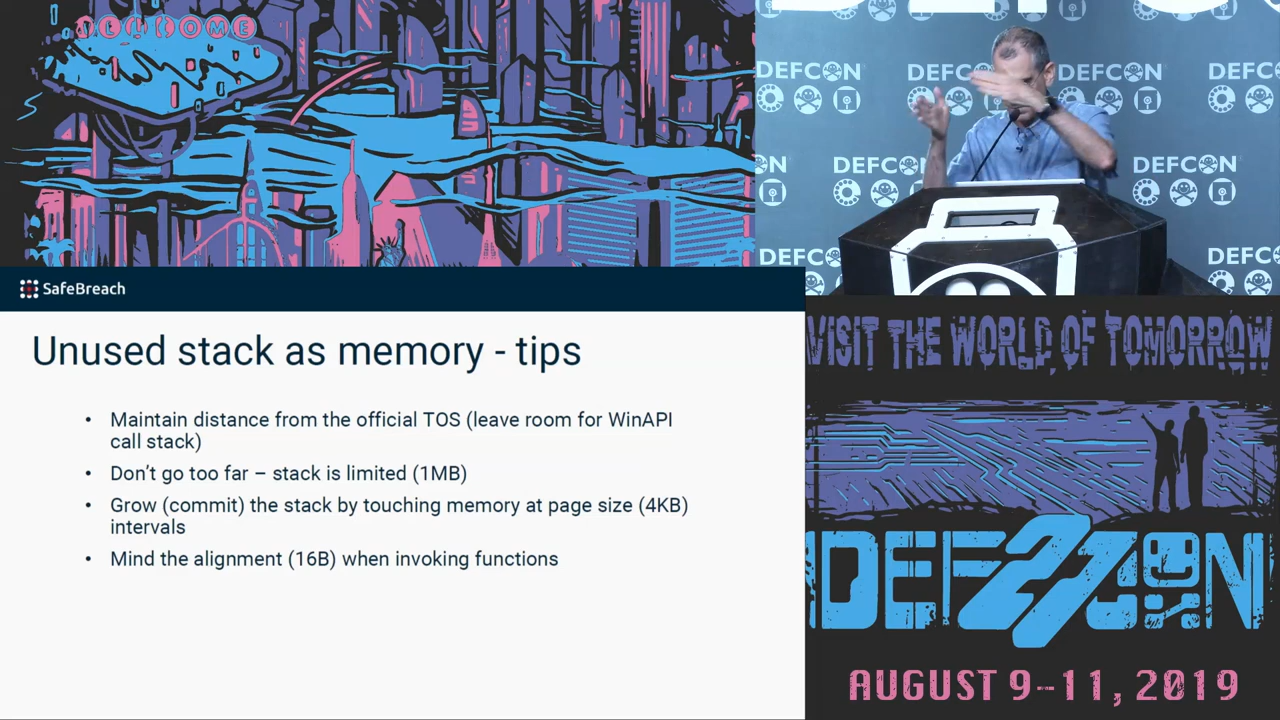 WELCOME
DEFCON
DEFCON
DEFCON
DEFCON
DEFCON
DEFCON
DEFCON
SafeBreach
Unused stack as memory - tips
• Maintain distance from the official TOS (leave room for WinAPI
call stack)
• Don't go too far – stack is limited (1MB)
• Grow (commit) the stack by touching memory at page size (4KB)
intervals
• Mind the alignment (16B) when invoking functions
VISIT THE WORLD OF TOMORROW
DEF27CON
AUGUST 9-11, 2019